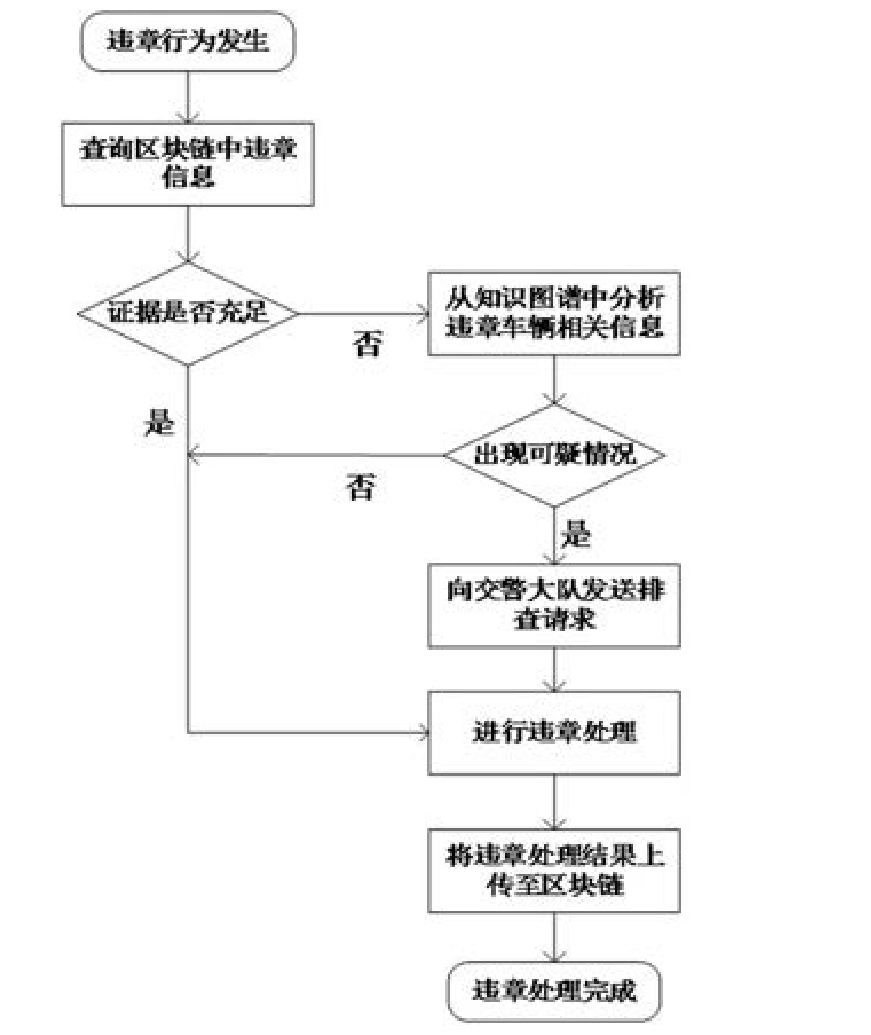 违章行为发生
查询区块链中违章
信息
证据是否充足
否
从知识图谱中分析
违章车辆相关信息
是
出现可疑情况
否
是
向交警大队发送排
查请求
进行违章处理
将违章处理结果上
传至区块链
违章处理完成